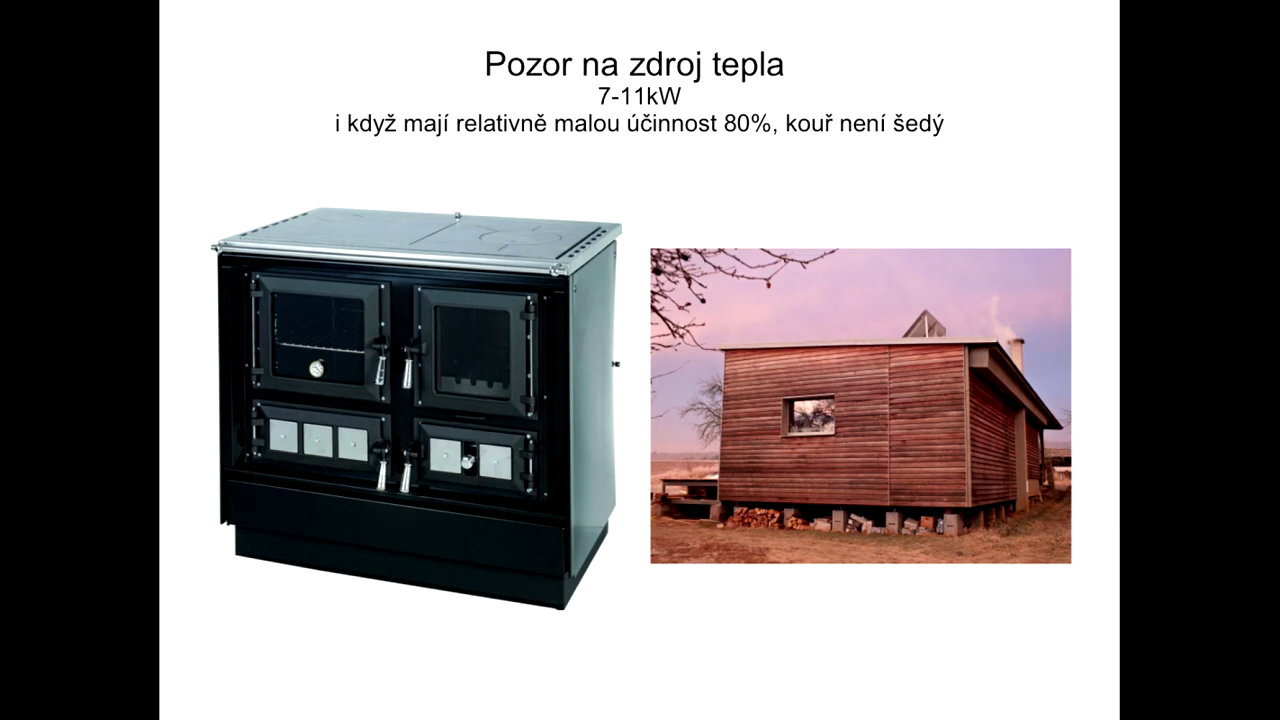 Pozor na zdroj tepla
7-11kW
i když mají relativně malou účinnost 80%, kouř není šedý